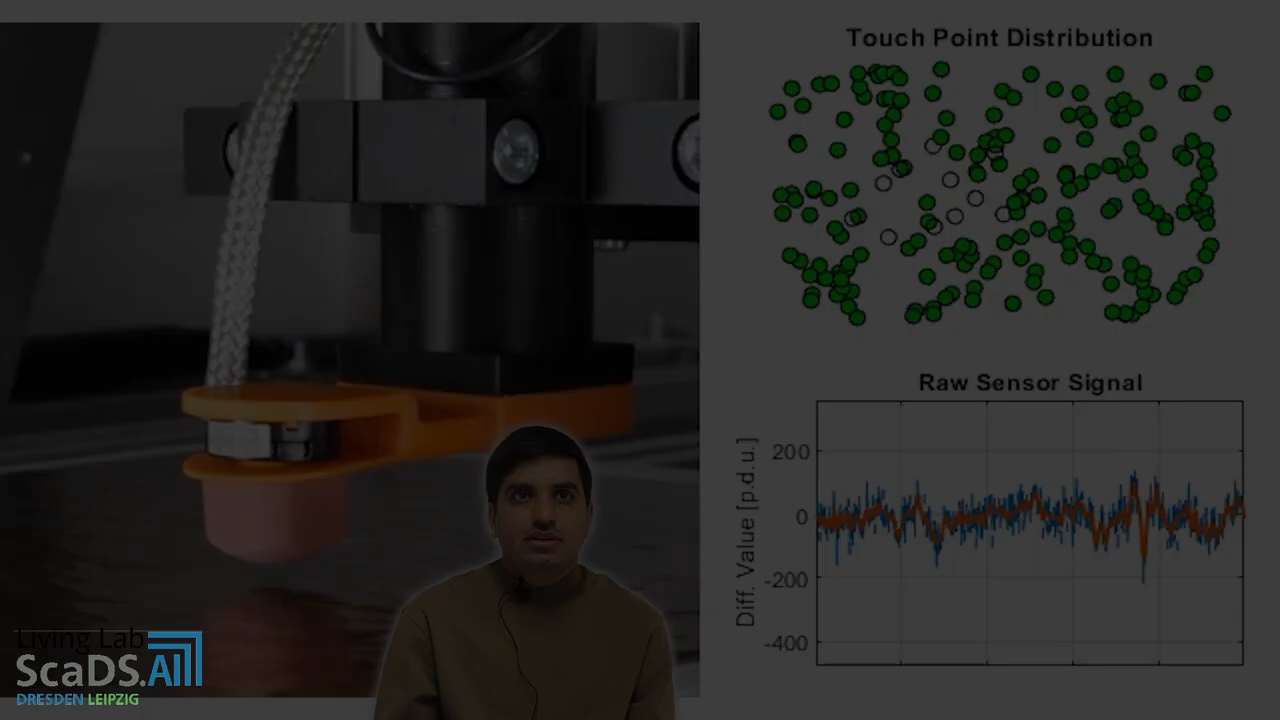 Touch Point Distribution
Raw Sensor Signal
Diff. Value [p.d.u.]
200
0
-200
-400
Living Lab
ScaDS.AI
DRESDEN LEIPZIG